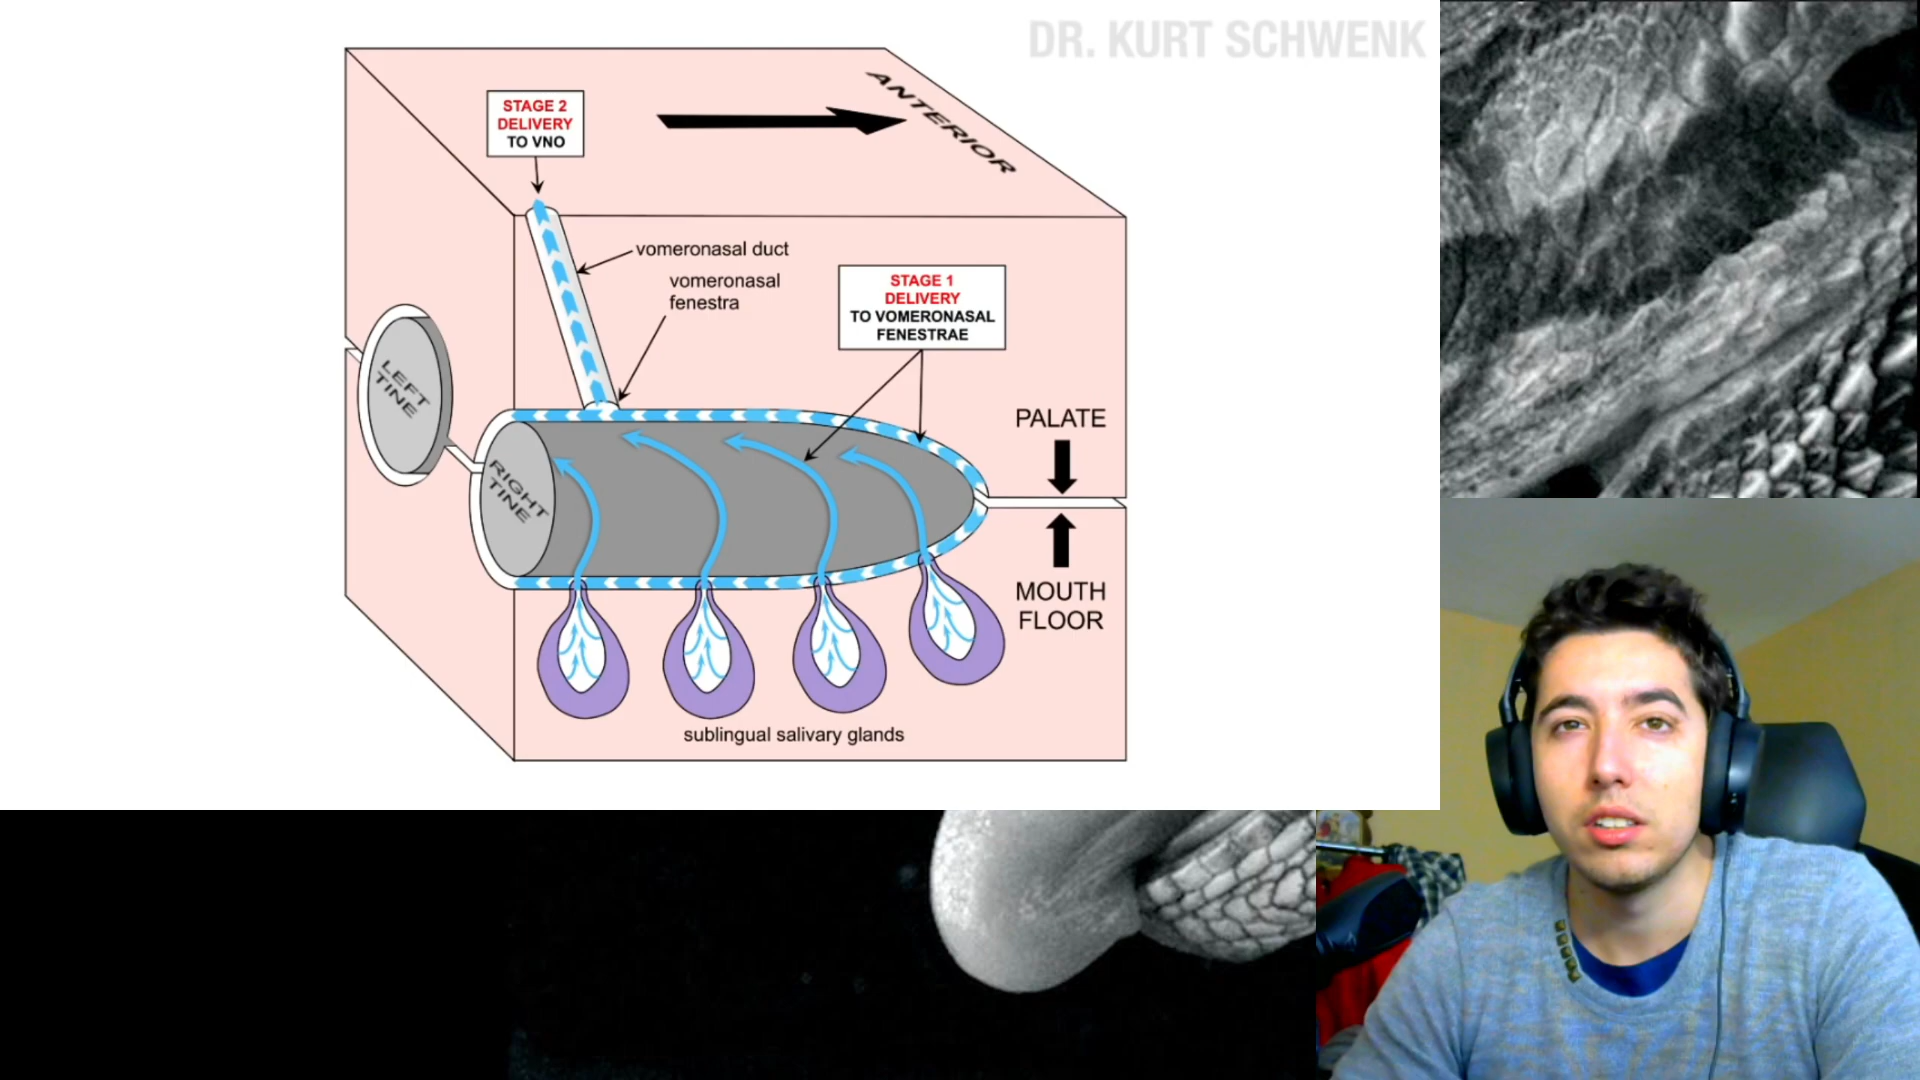 DR. KURT SCHWENK
ANTERIOR
STAGE 2
DELIVERY
TO VNO
vomeronasal duct
vomeronasal
fenestra
STAGE 1
DELIVERY
TO VOMERONASAL
FENESTRAE
LEFT
TINE
PALATE
RIGHT
TINE
MOUTH
FLOOR
sublingual salivary glands